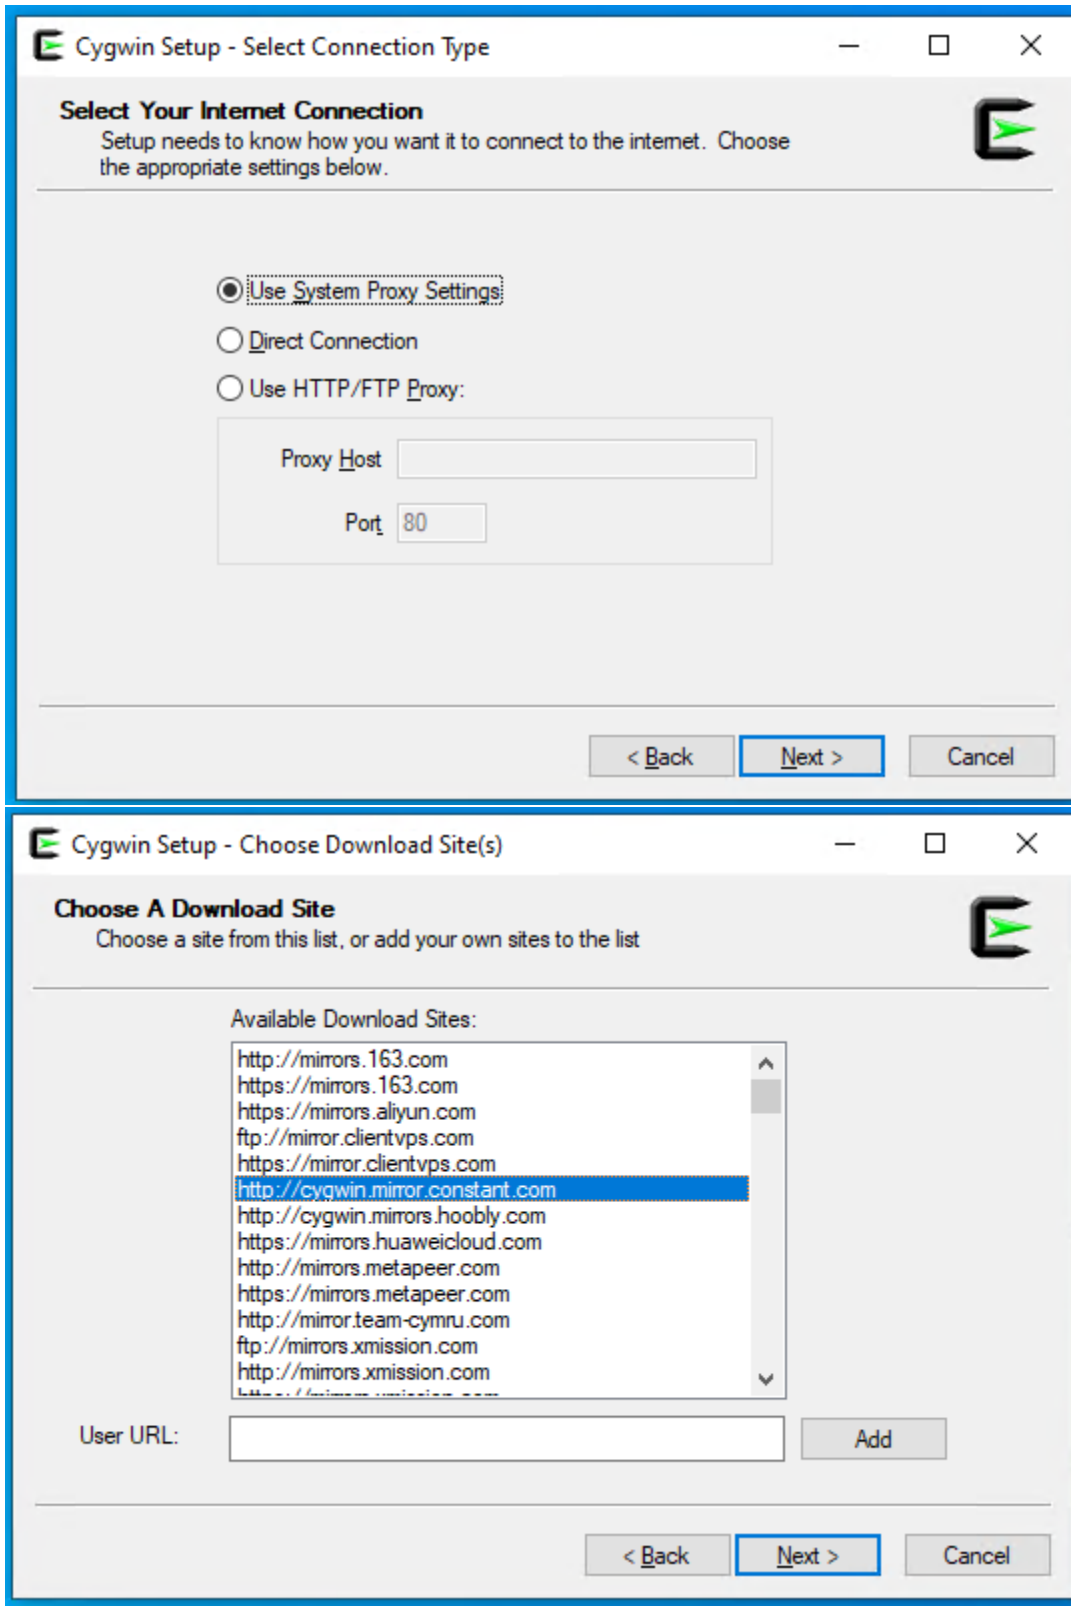 Cygwin Setup - Select Connection Type
Select Your Internet Connection
Setup needs to know how you want it to connect to the internet. Choose
the appropriate settings below.
Use System Proxy Settings
Direct Connection
Use HTTP/FTP Proxy:
Proxy Host
Port 80
< Back Next > Cancel
Cygwin Setup - Choose Download Site(s)
Choose A Download Site
Choose a site from this list, or add your own sites to the list
Available Download Sites:
http://mirrors.163.com
https://mirrors.163.com
https://mirrors.aliyun.com
ftp://mirror.clientvps.com
https://mirror.clientvps.com
http://cygwin.mirror.constant.com
http://cygwin.mirrors.hoobly.com
https://mirrors.huaweicloud.com
http://mirrors.metapeer.com
https://mirrors.metapeer.com
http://mirror.team-cymru.com
ftp://mirrors.xmission.com
http://mirrors.xmission.com
User URL: Add
< Back Next > Cancel